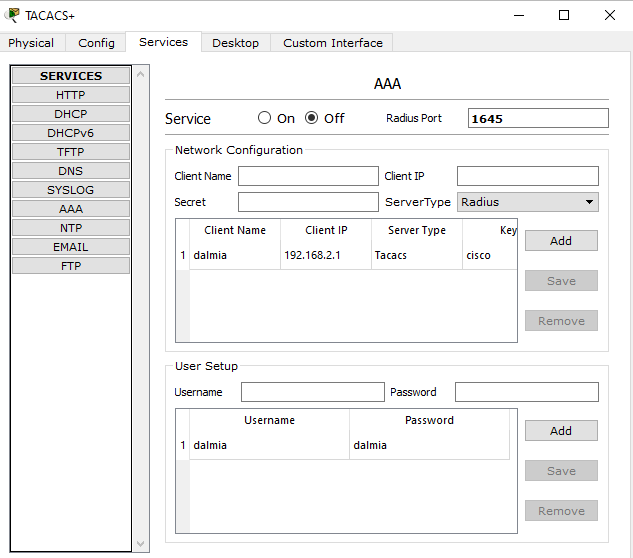 TACACS+
Physical Config Services Desktop Custom Interface
SERVICES
HTTP
DHCP
DHCPv6
TFTP
DNS
SYSLOG
AAA
NTP
EMAIL
FTP
AAA
Service On Off Radius Port 1645
Network Configuration
Client Name Client IP
Secret ServerType Radius
Client Name Client IP Server Type Key
1 dalmia 192.168.2.1 Tacacs cisco
Add
Save
Remove
User Setup
Username Password
Username Password
1 dalmia dalmia
Add
Save
Remove